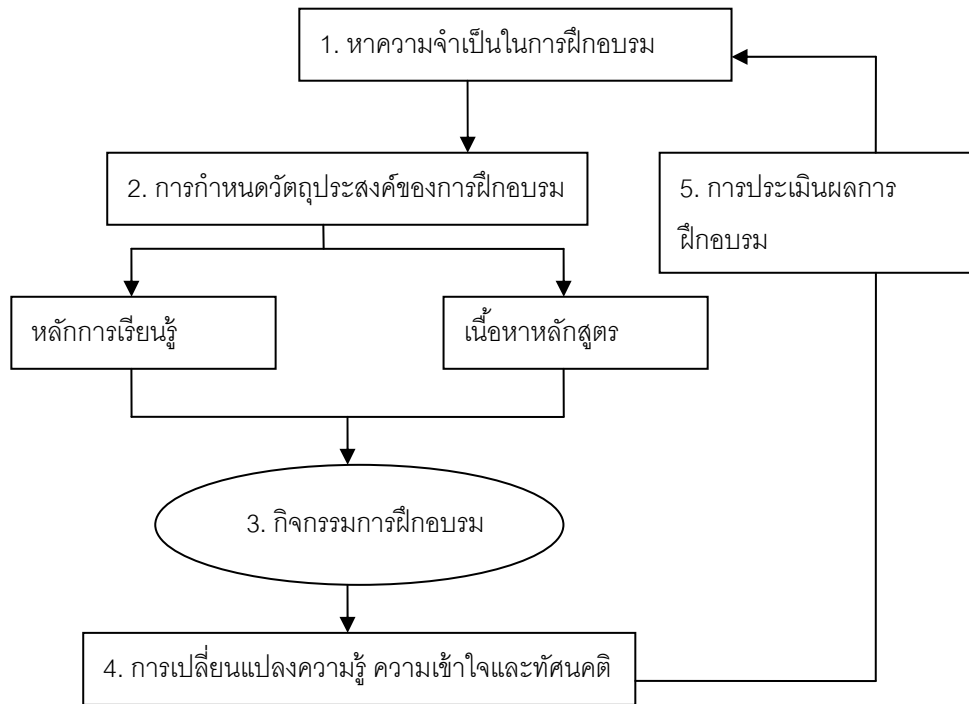 1. หาความจำเป็นในการฝึกอบรม
2. การกำหนดวัตถุประสงค์ของการฝึกอบรม
5. การประเมินผลการ
ฝึกอบรม
หลักการเรียนรู้
เนื้อหาหลักสูตร
3. กิจกรรมการฝึกอบรม
4. การเปลี่ยนแปลงความรู้ ความเข้าใจและทัศนคติ